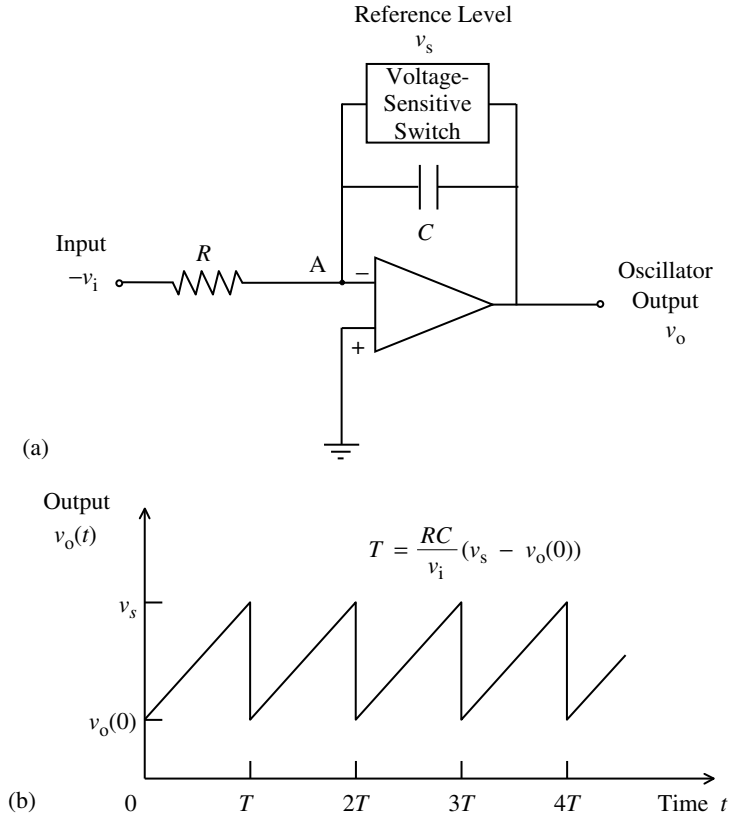 Reference Level
v_s
Voltage-
Sensitive
Switch
C
Input
−v_i
R
A
−
+
Oscillator
Output
v_o
(a)
Output
v_o(t)
T = RC/v_i (v_s − v_o(0))
v_s
v_o(0)
(b)
0 T 2T 3T 4T Time t